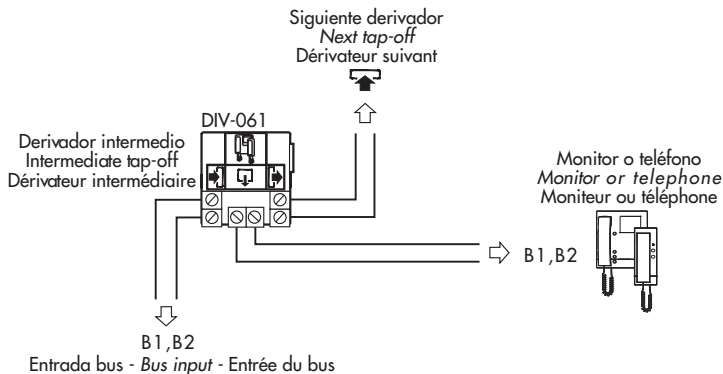 Siguiente derivador
Next tap-off
Dérivateur suivant
DIV-061
Derivador intermedio
Intermediate tap-off
Dérivateur intermédiaire
Monitor o teléfono
Monitor or telephone
Moniteur ou téléphone
B1,B2
B1,B2
Entrada bus - Bus input - Entrée du bus